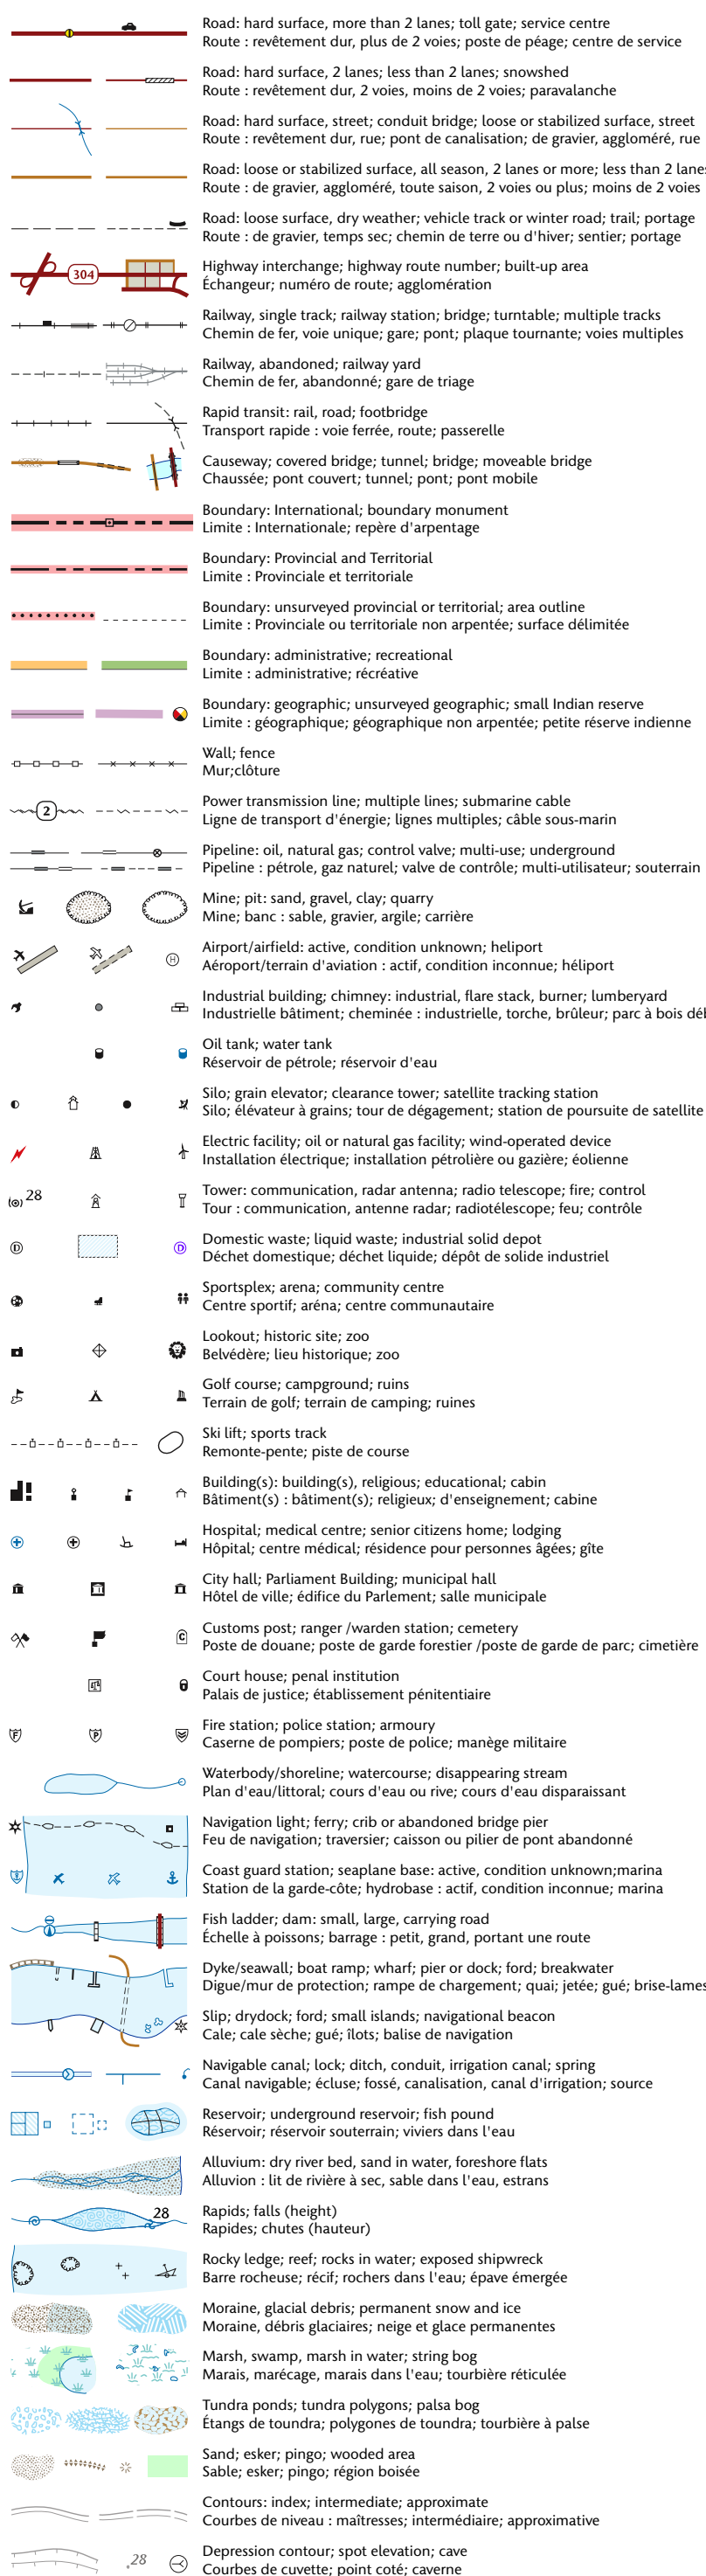 Road: hard surface, more than 2 lanes; toll gate; service centre
Route : revêtement dur, plus de 2 voies; poste de péage; centre de service
Road: hard surface, 2 lanes; less than 2 lanes; snowshed
Route : revêtement dur, 2 voies, moins de 2 voies; paravalanche
Road: hard surface, street; conduit bridge; loose or stabilized surface, street
Route : revêtement dur, rue; pont de canalisation; de gravier, aggloméré, rue
Road: loose or stabilized surface, all season, 2 lanes or more; less than 2 lanes
Route : de gravier, aggloméré, toute saison, 2 voies ou plus; moins de 2 voies
Road: loose surface, dry weather; vehicle track or winter road; trail; portage
Route : de gravier, temps sec; chemin de terre ou d'hiver; sentier; portage
304
Highway interchange; highway route number; built-up area
Échangeur; numéro de route; agglomération
Railway, single track; railway station; bridge; turntable; multiple tracks
Chemin de fer, voie unique; gare; pont; plaque tournante; voies multiples
Railway, abandoned; railway yard
Chemin de fer, abandonné; gare de triage
Rapid transit: rail, road; footbridge
Transport rapide : voie ferrée, route; passerelle
Causeway; covered bridge; tunnel; bridge; moveable bridge
Chaussée; pont couvert; tunnel; pont; pont mobile
Boundary: International; boundary monument
Limite : Internationale; repère d'arpentage
Boundary: Provincial and Territorial
Limite : Provinciale et territoriale
Boundary: unsurveyed provincial or territorial; area outline
Limite : Provinciale ou territoriale non arpentée; surface délimitée
Boundary: administrative; recreational
Limite : administrative; récréative
Boundary: geographic; unsurveyed geographic; small Indian reserve
Limite : géographique; géographique non arpentée; petite réserve indienne
Wall; fence
Mur;clôture
2
Power transmission line; multiple lines; submarine cable
Ligne de transport d'énergie; lignes multiples; câble sous-marin
Pipeline: oil, natural gas; control valve; multi-use; underground
Pipeline : pétrole, gaz naturel; valve de contrôle; multi-utilisateur; souterrain
Mine; pit: sand, gravel, clay; quarry
Mine; banc : sable, gravier, argile; carrière
H
Airport/airfield: active, condition unknown; heliport
Aéroport/terrain d'aviation : actif, condition inconnue; héliport
Industrial building; chimney: industrial, flare stack, burner; lumberyard
Industrielle bâtiment; cheminée : industrielle, torche, brûleur; parc à bois
Oil tank; water tank
Réservoir de pétrole; réservoir d'eau
Silo; grain elevator; clearance tower; satellite tracking station
Silo; élévateur à grains; tour de dégagement; station de poursuite de satellite
Electric facility; oil or natural gas facility; wind-operated device
Installation électrique; installation pétrolière ou gazière; éolienne
28
Tower: communication, radar antenna; radio telescope; fire; control
Tour : communication, antenne radar; radiotélescope; feu; contrôle
D D
Domestic waste; liquid waste; industrial solid depot
Déchet domestique; déchet liquide; dépôt de solide industriel
Sportsplex; arena; community centre
Centre sportif; aréna; centre communautaire
Lookout; historic site; zoo
Belvédère; lieu historique; zoo
Golf course; campground; ruins
Terrain de golf; terrain de camping; ruines
Ski lift; sports track
Remonte-pente; piste de course
Building(s): building(s), religious; educational; cabin
Bâtiment(s) : bâtiment(s); religieux; d'enseignement; cabine
Hospital; medical centre; senior citizens home; lodging
Hôpital; centre médical; résidence pour personnes âgées; gîte
City hall; Parliament Building; municipal hall
Hôtel de ville; édifice du Parlement; salle municipale
C
Customs post; ranger /warden station; cemetery
Poste de douane; poste de garde forestier /poste de garde de parc; cimetière
Court house; penal institution
Palais de justice; établissement pénitentiaire
F P
Fire station; police station; armoury
Caserne de pompiers; poste de police; manège militaire
Waterbody/shoreline; watercourse; disappearing stream
Plan d'eau/littoral; cours d'eau ou rive; cours d'eau disparaissant
Navigation light; ferry; crib or abandoned bridge pier
Feu de navigation; traversier; caisson ou pilier de pont abandonné
Coast guard station; seaplane base: active, condition unknown;marina
Station de la garde-côte; hydrobase : actif, condition inconnue; marina
Fish ladder; dam: small, large, carrying road
Échelle à poissons; barrage : petit, grand, portant une route
Dyke/seawall; boat ramp; wharf; pier or dock; ford; breakwater
Digue/mur de protection; rampe de chargement; quai; jetée; gué; brise-lames
Slip; drydock; ford; small islands; navigational beacon
Cale; cale sèche; gué; îlots; balise de navigation
Navigable canal; lock; ditch, conduit, irrigation canal; spring
Canal navigable; écluse; fossé, canalisation, canal d'irrigation; source
Reservoir; underground reservoir; fish pound
Réservoir; réservoir souterrain; viviers dans l'eau
Alluvium: dry river bed, sand in water, foreshore flats
Alluvion : lit de rivière à sec, sable dans l'eau, estrans
28
Rapids; falls (height)
Rapides; chutes (hauteur)
Rocky ledge; reef; rocks in water; exposed shipwreck
Barre rocheuse; récif; rochers dans l'eau; épave émergée
Moraine, glacial debris; permanent snow and ice
Moraine, débris glaciaires; neige et glace permanentes
Marsh, swamp, marsh in water; string bog
Marais, marécage, marais dans l'eau; tourbière réticulée
Tundra ponds; tundra polygons; palsa bog
Étangs de toundra; polygones de toundra; tourbière à palse
Sand; esker; pingo; wooded area
Sable; esker; pingo; région boisée
Contours: index; intermediate; approximate
Courbes de niveau : maîtresses; intermédiaire; approximative
.28
Depression contour; spot elevation; cave
Courbes de cuvette; point coté; caverne